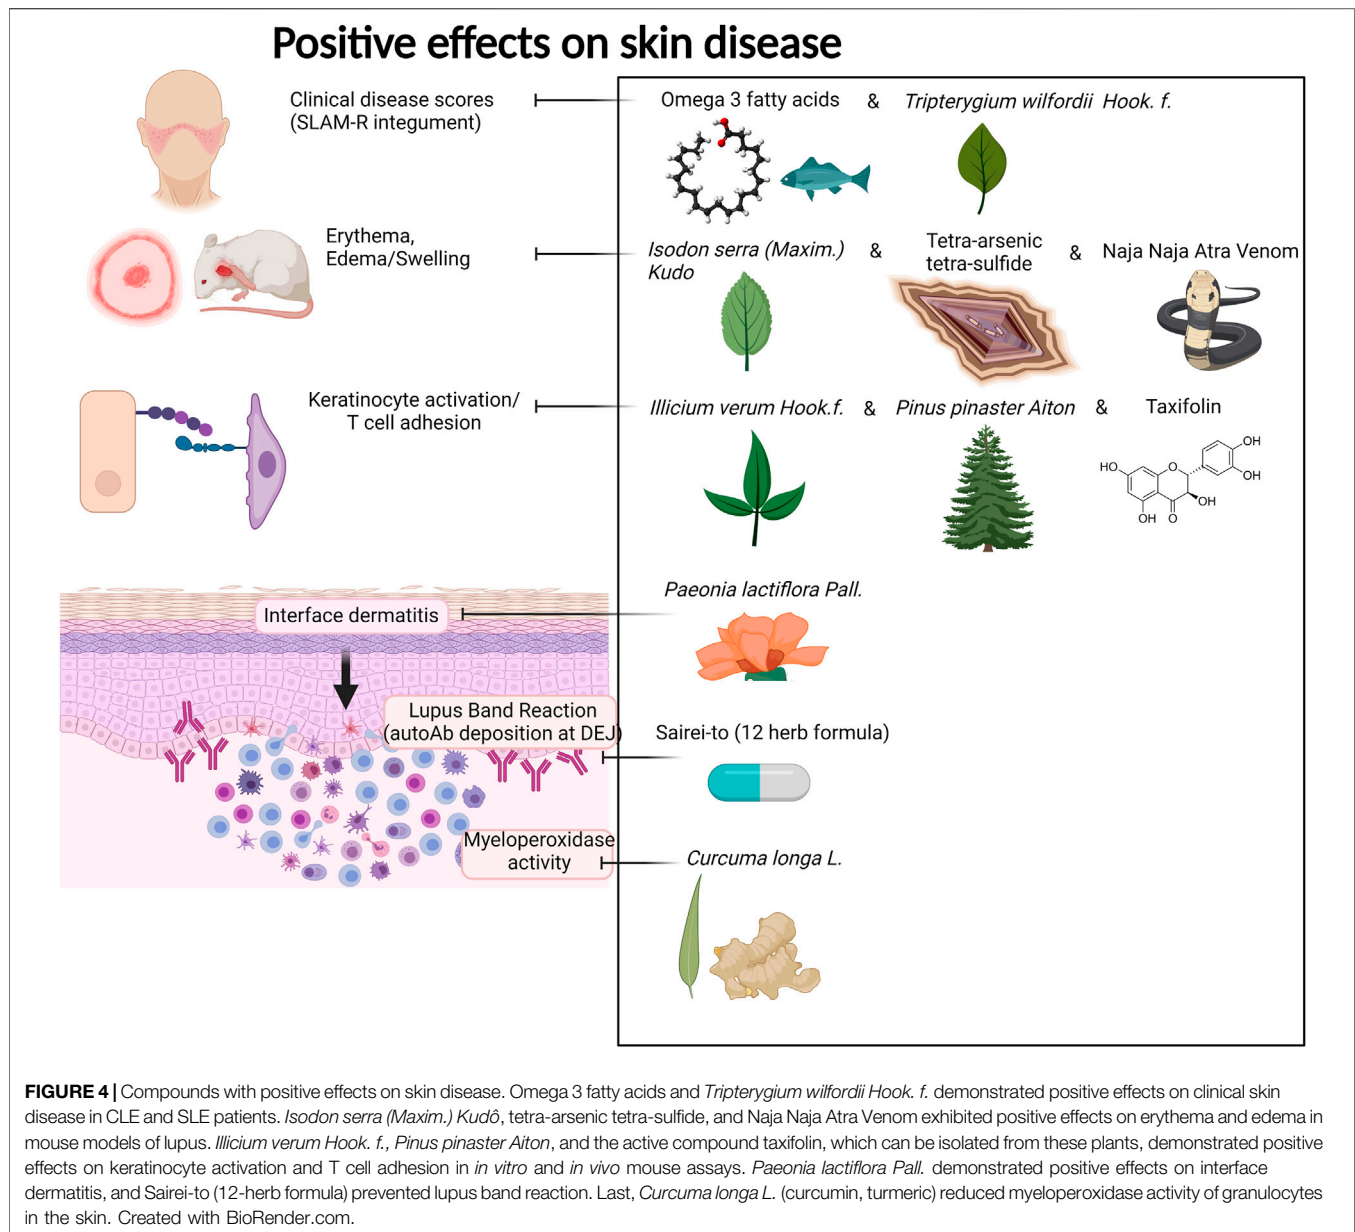 Positive effects on skin disease
Clinical disease scores
(SLAM-R integument)
Omega 3 fatty acids & Tripterygium wilfordii Hook. f.
Erythema,
Edema/Swelling
Isodon serra (Maxim.)
Kudo
&
Tetra-arsenic
tetra-sulfide
& Naja Naja Atra Venom
Keratinocyte activation/
T cell adhesion
Illicium verum Hook.f. & Pinus pinaster Aiton & Taxifolin
OH
OH
HO
O
OH
OH
O
Paeonia lactiflora Pall.
Interface dermatitis
Lupus Band Reaction
(autoAb deposition at DEJ)
Sairei-to (12 herb formula)
Myeloperoxidase
activity
Curcuma longa L.
FIGURE 4 | Compounds with positive effects on skin disease. Omega 3 fatty acids and Tripterygium wilfordii Hook. f. demonstrated positive effects on clinical skin
disease in CLE and SLE patients. Isodon serra (Maxim.) Kudô, tetra-arsenic tetra-sulfide, and Naja Naja Atra Venom exhibited positive effects on erythema and edema in
mouse models of lupus. Illicium verum Hook. f., Pinus pinaster Aiton, and the active compound taxifolin, which can be isolated from these plants, demonstrated positive
effects on keratinocyte activation and T cell adhesion in in vitro and in vivo mouse assays. Paeonia lactiflora Pall. demonstrated positive effects on interface
dermatitis, and Sairei-to (12-herb formula) prevented lupus band reaction. Last, Curcuma longa L. (curcumin, turmeric) reduced myeloperoxidase activity of granulocytes
in the skin. Created with BioRender.com.